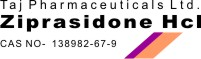 Taj Pharmaceuticals Ltd.
Ziprasidone Hcl
CAS NO- 138982-67-9